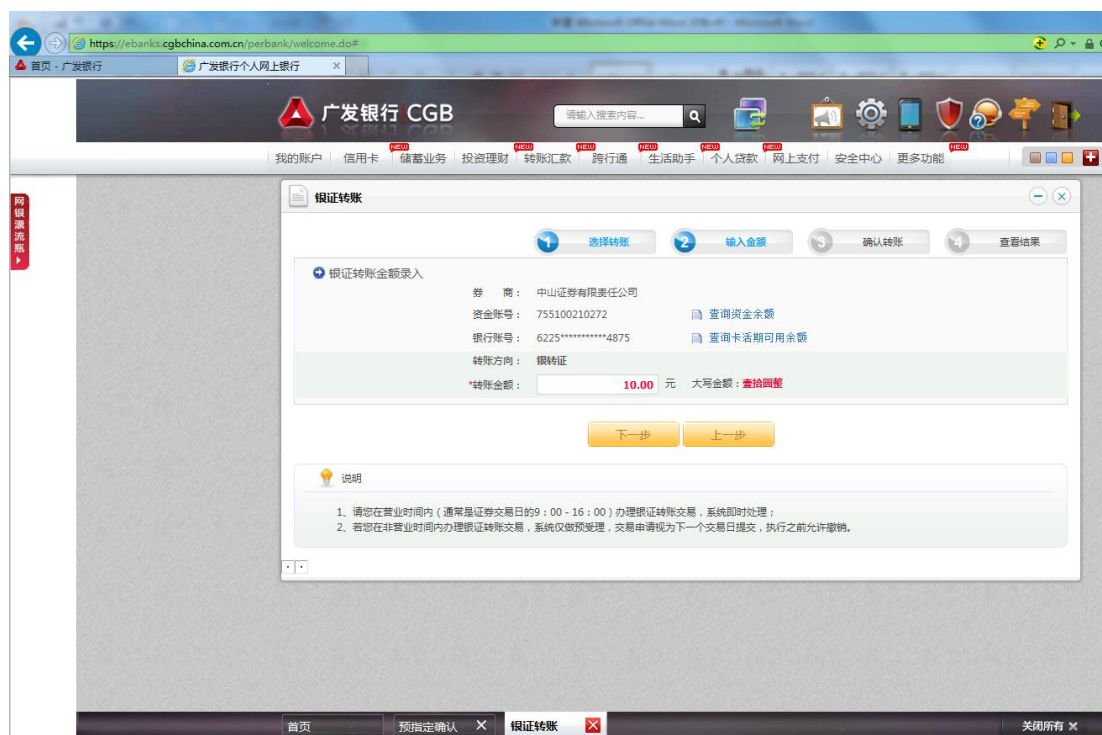 https://ebanks.cgbchina.com.cn/perbank/welcome.do#
首页 - 广发银行
广发银行个人网上银行 ×
广发银行 CGB
请输入搜索内容...
NEW NEW NEW NEW NEW NEW NEW
我的账户 信用卡 储蓄业务 投资理财 转账汇款 跨行通 生活助手 个人贷款 网上支付 安全中心 更多功能
网银漂流瓶
银证转账
1 选择转账 2 输入金额 3 确认转账 4 查看结果
银证转账金额录入
券 商： 中山证券有限责任公司
资金账号： 755100210272 查询资金余额
银行账号： 6225***********4875 查询卡活期可用余额
转账方向： 银转证
*转账金额： 10.00 元 大写金额：壹拾圆整
下一步 上一步
说明
1、请您在营业时间内（通常是证券交易日的9：00 - 16：00）办理银证转账交易，系统即时处理；
2、若您在非营业时间内办理银证转账交易，系统仅做预受理，交易申请视为下一个交易日提交，执行之前允许撤销。
首页 预指定确认 × 银证转账 × 关闭所有 ×